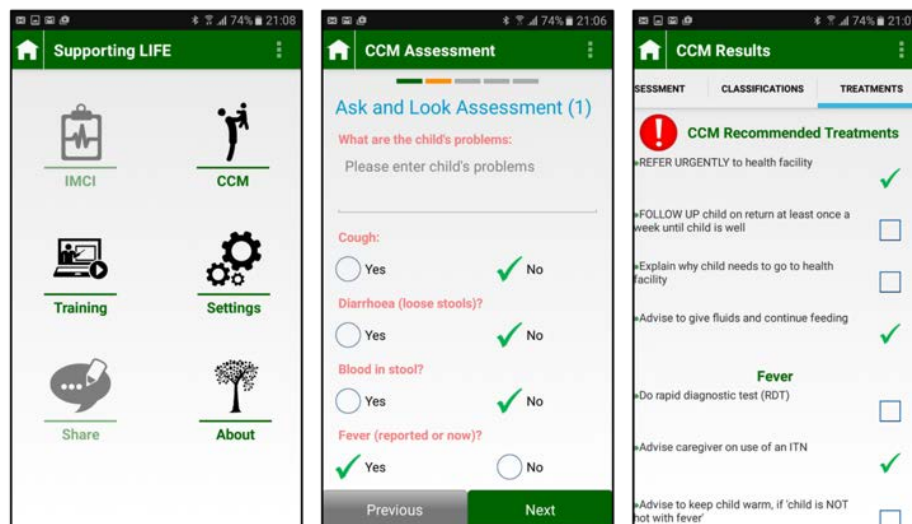 74% 21:08
Supporting LIFE
IMCI
CCM
Training
Settings
Share
About
74% 21:06
CCM Assessment
Ask and Look Assessment (1)
What are the child's problems:
Please enter child's problems
Cough:
Yes No
Diarrhoea (loose stools)?
Yes No
Blood in stool?
Yes No
Fever (reported or now)?
Yes No
Previous Next
74% 21:0
CCM Results
SESSMENT CLASSIFICATIONS TREATMENTS
CCM Recommended Treatments
REFER URGENTLY to health facility
FOLLOW UP child on return at least once a
week until child is well
Explain why child needs to go to health
facility
Advise to give fluids and continue feeding
Fever
Do rapid diagnostic test (RDT)
Advise caregiver on use of an ITN
Advise to keep child warm, if 'child is NOT
hot with fever'